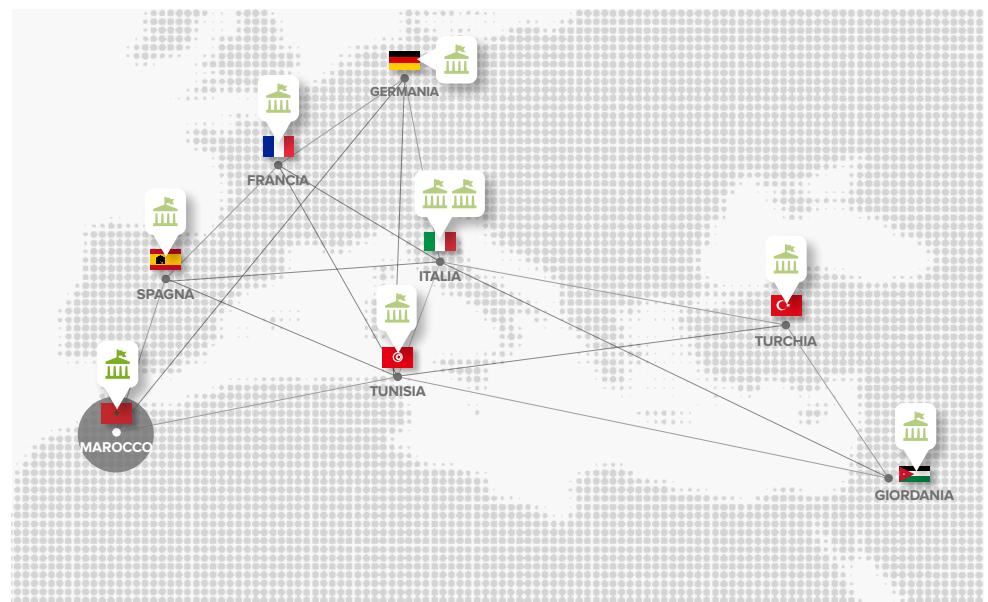 GERMANIA
FRANCIA
ITALIA
SPAGNA
TURCHIA
TUNISIA
MAROCCO
GIORDANIA